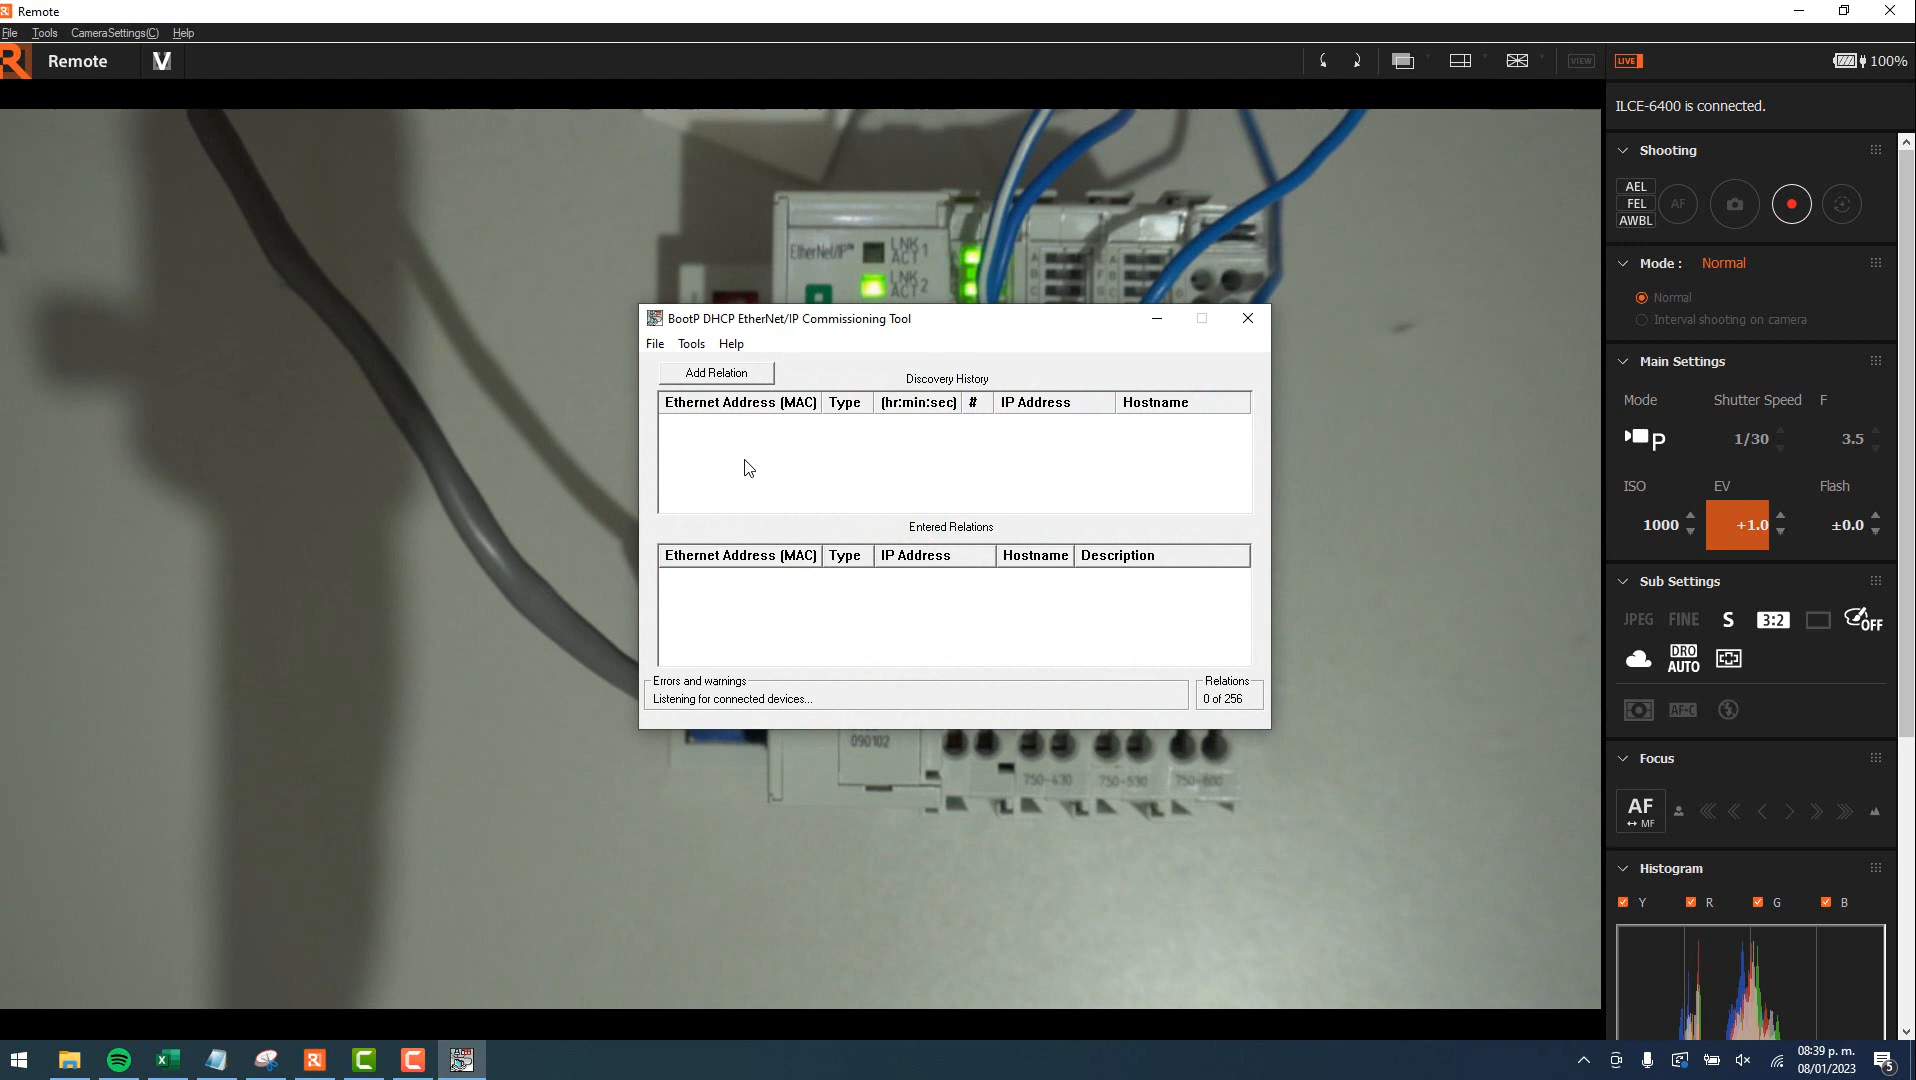 Remote
File Tools CameraSettings(C) Help
Remote
V
VIEW
LIVE
100%
ILCE-6400 is connected.
Shooting
AEL
FEL
AWBL
AF
Mode : Normal
Normal
Interval shooting on camera
Main Settings
Mode Shutter Speed F
P 1/30 3.5
ISO EV Flash
1000 +1.0 ±0.0
Sub Settings
JPEG FINE S 3:2 OFF
DRO
AUTO
AF-C
Focus
AF
↔ MF
Histogram
Y R G B
EtherNet/IP
LNK 1
ACT
LNK 2
ACT
BootP DHCP EtherNet/IP Commissioning Tool
File Tools Help
Add Relation
Discovery History
Ethernet Address (MAC) Type (hr:min:sec) # IP Address Hostname
Entered Relations
Ethernet Address (MAC) Type IP Address Hostname Description
Errors and warnings
Listening for connected devices...
Relations
0 of 256
090102
750-430 750-530 750-600
08:39 p. m.
08/01/2023
5